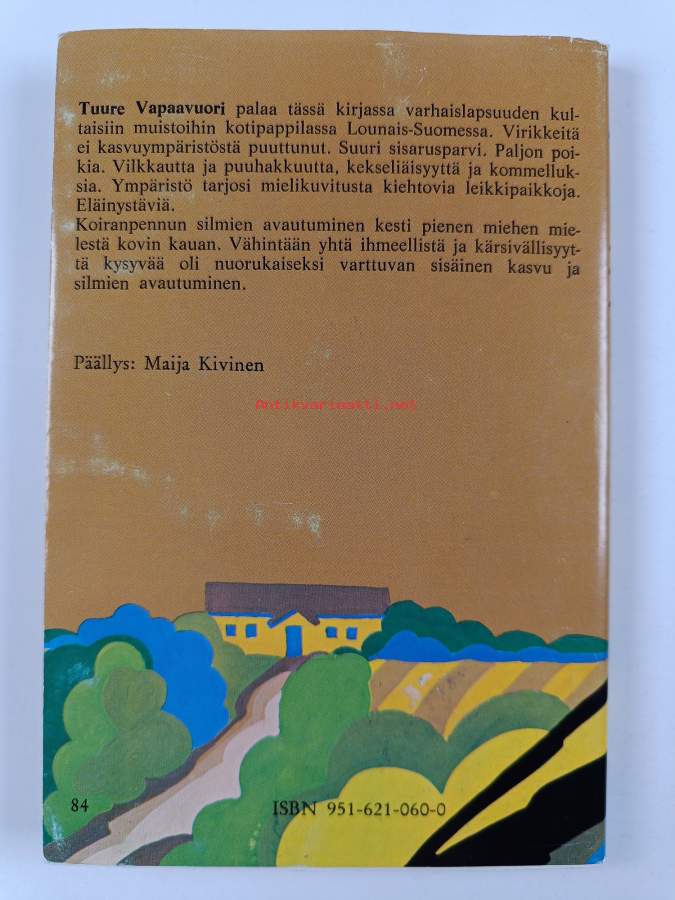 Tuure Vapaavuori palaa tässä kirjassa varhaislapsuuden kul-
taisiin muistoihin kotipappilassa Lounais-Suomessa. Virikkeitä
ei kasvuympäristöstä puuttunut. Suuri sisarusparvi. Paljon poi-
kia. Vilkkautta ja puuhakkuutta, kekseliäisyyttä ja kommelluk-
sia. Ympäristö tarjosi mielikuvitusta kiehtovia leikkipaikkoja.
Eläinystäviä.
Koiranpennun silmien avautuminen kesti pienen miehen mie-
lestä kovin kauan. Vähintään yhtä ihmeellistä ja kärsivällisyyt-
tä kysyvää oli nuorukaiseksi varttuvan sisäinen kasvu ja
silmien avautuminen.
Päällys: Maija Kivinen
Antikvariaatti.net
84
ISBN 951-621-060-0